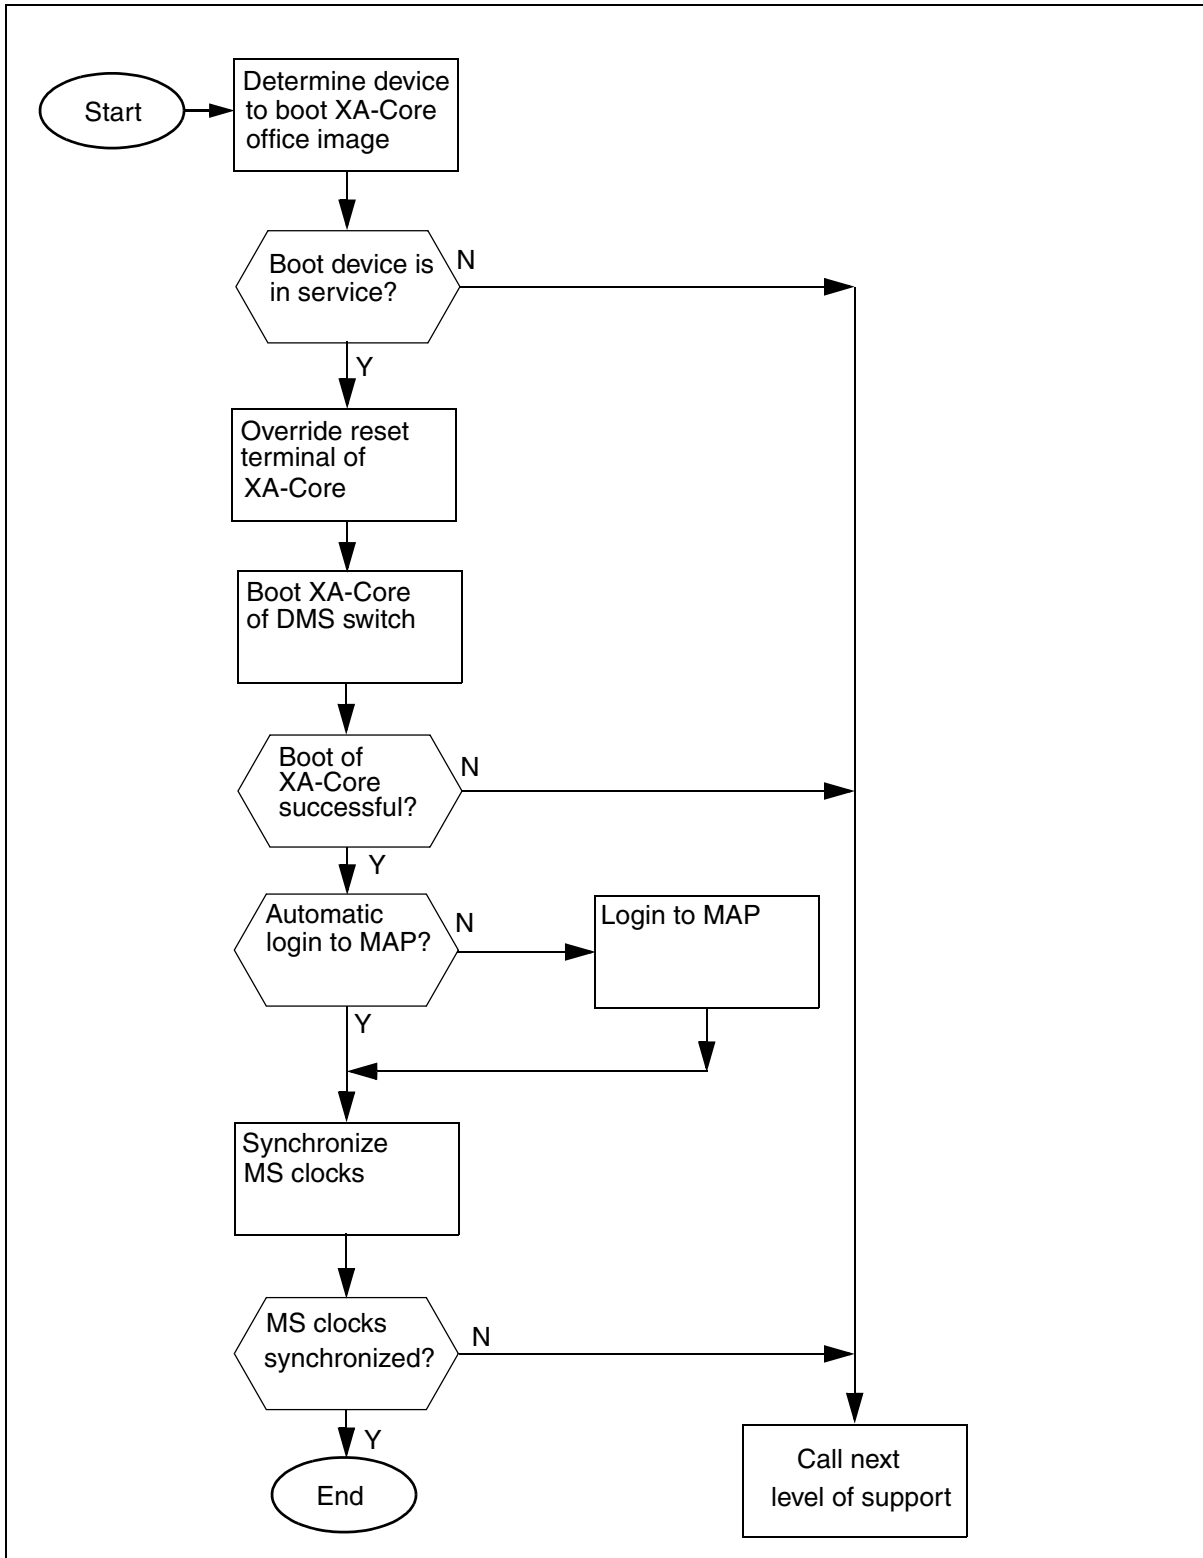 Start
Determine device
to boot XA-Core
office image
Boot device is
in service?
N
Y
Override reset
terminal of
XA-Core
Boot XA-Core
of DMS switch
Boot of
XA-Core
successful?
N
Y
Automatic
login to MAP?
N
Login to MAP
Y
Synchronize
MS clocks
MS clocks
synchronized?
N
Y
End
Call next
level of support